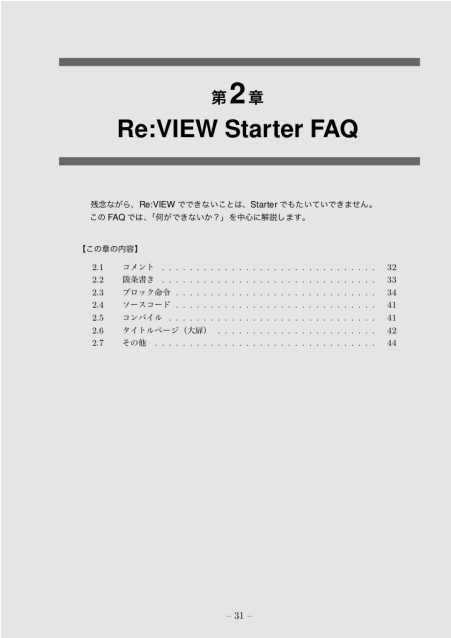 第2章
Re:VIEW Starter FAQ
残念ながら、Re:VIEW でできないことは、Starter でもたいていできません。
この FAQ では、「何ができないか？」を中心に解説します。
【この章の内容】
2.1 コメント . . . . . . . . . . . . . . . . . . . . . . . . . . . . . . . 32
2.2 箇条書き . . . . . . . . . . . . . . . . . . . . . . . . . . . . . . . 33
2.3 ブロック命令 . . . . . . . . . . . . . . . . . . . . . . . . . . . . . 34
2.4 ソースコード . . . . . . . . . . . . . . . . . . . . . . . . . . . . . 41
2.5 コンパイル . . . . . . . . . . . . . . . . . . . . . . . . . . . . . . 41
2.6 タイトルページ（大扉） . . . . . . . . . . . . . . . . . . . . . . . 42
2.7 その他 . . . . . . . . . . . . . . . . . . . . . . . . . . . . . . . . 44
– 31 –